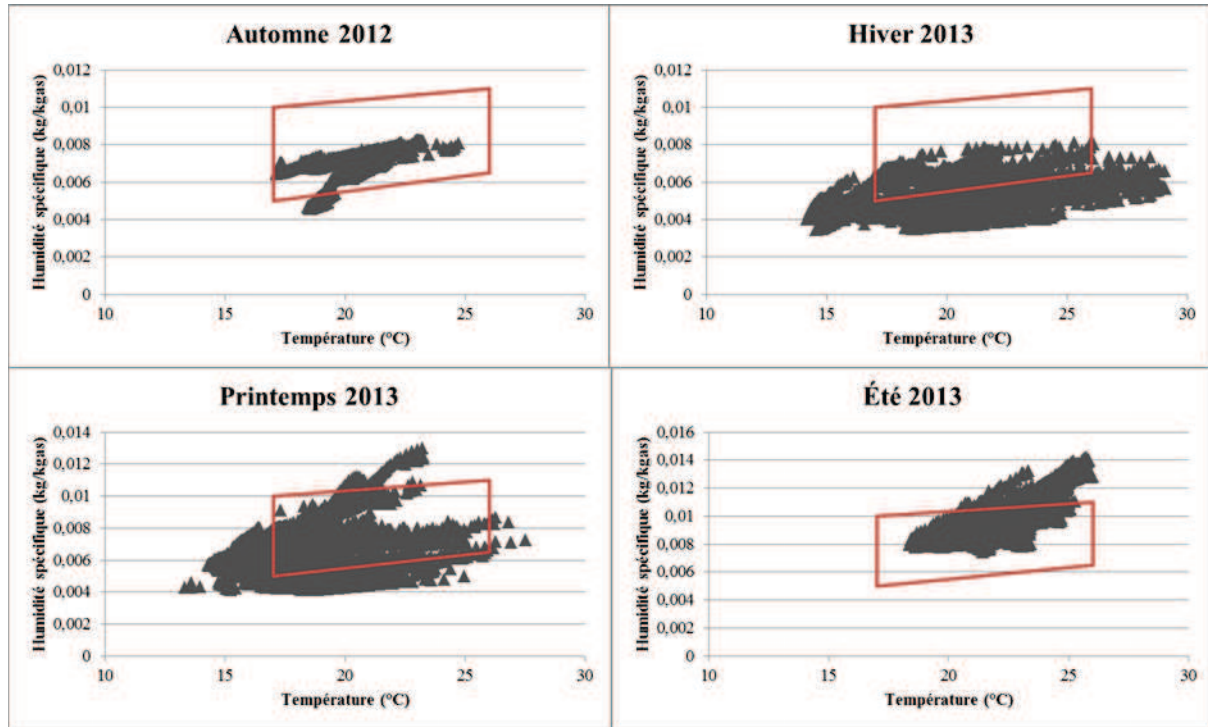 Automne 2012
Humidité spécifique (kg/kgas)
0,012
0,01
0,008
0,006
0,004
0,002
0
10 15 20 25 30
Température (°C)
Hiver 2013
Humidité spécifique (kg/kgas)
0,012
0,01
0,008
0,006
0,004
0,002
0
10 15 20 25 30
Température (°C)
Printemps 2013
Humidité spécifique (kg/kgas)
0,014
0,012
0,01
0,008
0,006
0,004
0,002
0
10 15 20 25 30
Température (°C)
Été 2013
Humidité spécifique (kg/kgas)
0,016
0,014
0,012
0,01
0,008
0,006
0,004
0,002
0
10 15 20 25 30
Température (°C)